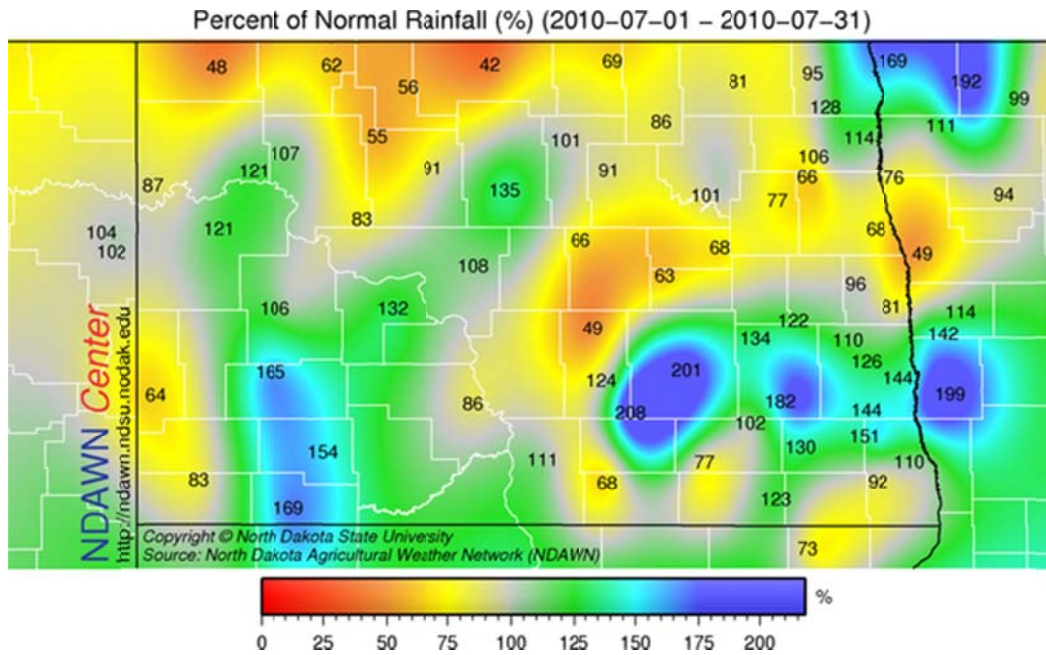 Percent of Normal Rainfall (%) (2010-07-01 - 2010-07-31)
48 62 56 42 69 81 95 169 192 99
128
55 107 91 101 86 114 111
121 91 106
87 135 101 77 66 76 94
83
104 121 66 68 68
102 108 63 96 49
106 132 49 122 81 114
134 110 142
165 124 201 126 144
64 86 208 182 144 199
102 151
154 111 77 130 110
83 68 92
169 123
73
NDAWN Center
http://ndawn.ndsu.nodak.edu
Copyright © North Dakota State University
Source: North Dakota Agricultural Weather Network (NDAWN)
%
0 25 50 75 100 125 150 175 200